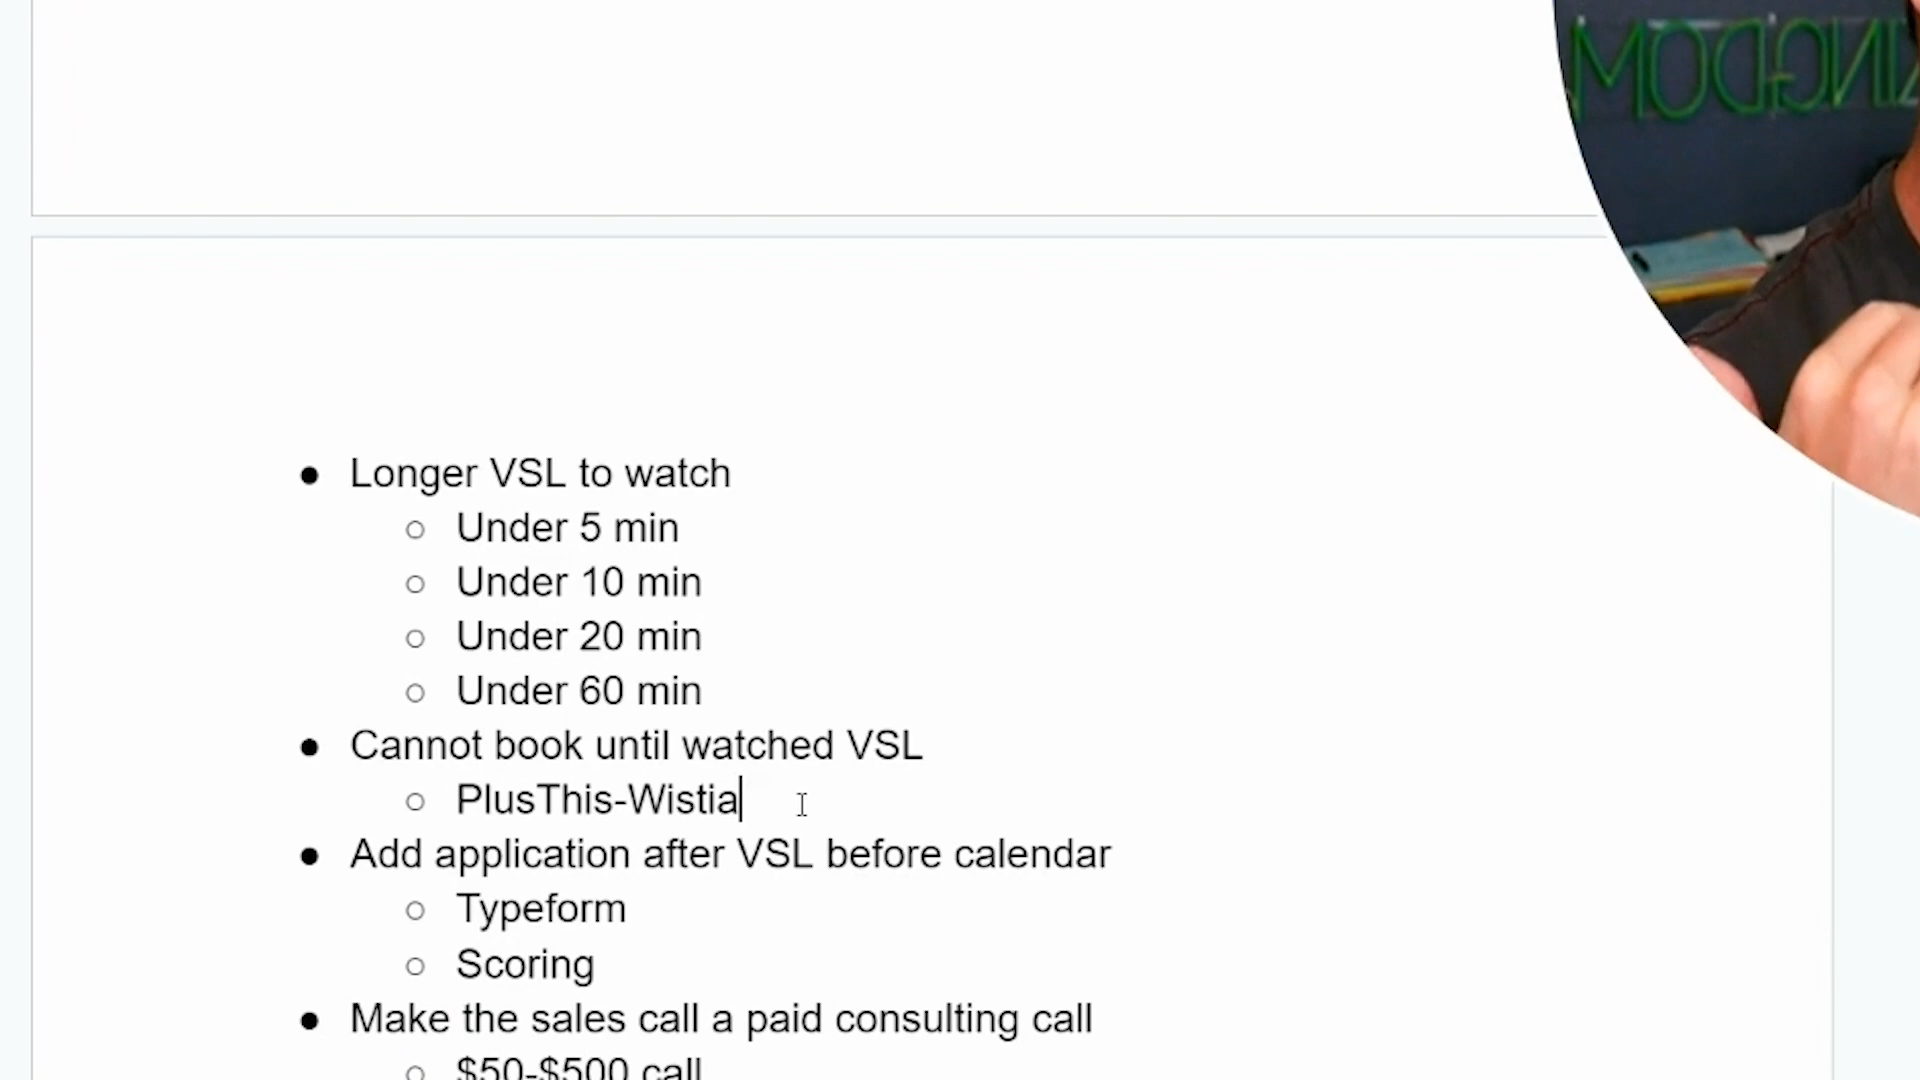 KINGDOM
● Longer VSL to watch
○ Under 5 min
○ Under 10 min
○ Under 20 min
○ Under 60 min
● Cannot book until watched VSL
○ PlusThis-Wistia
● Add application after VSL before calendar
○ Typeform
○ Scoring
● Make the sales call a paid consulting call
○ $50-$500 call